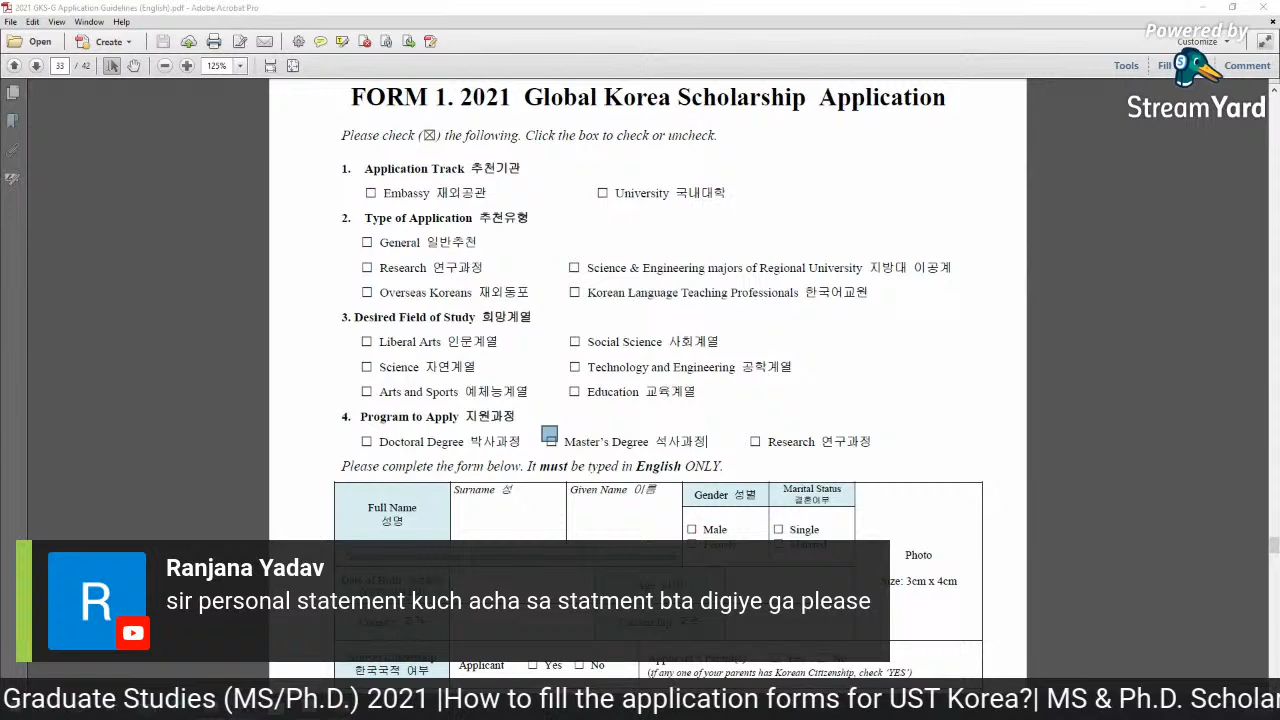 2021 GKS-G Application Guidelines (English).pdf - Adobe Acrobat Pro
File Edit View Window Help
Open Create Customize
33 / 42 125% Tools Fill Comment
Powered by
StreamYard
FORM 1. 2021 Global Korea Scholarship Application
Please check (☒) the following. Click the box to check or uncheck.
1. Application Track 추천기관
☐ Embassy 재외공관 ☐ University 국내대학
2. Type of Application 추천유형
☐ General 일반추천
☐ Research 연구과정 ☐ Science & Engineering majors of Regional University 지방대 이공계
☐ Overseas Koreans 재외동포 ☐ Korean Language Teaching Professionals 한국어교원
3. Desired Field of Study 희망계열
☐ Liberal Arts 인문계열 ☐ Social Science 사회계열
☐ Science 자연계열 ☐ Technology and Engineering 공학계열
☐ Arts and Sports 예체능계열 ☐ Education 교육계열
4. Program to Apply 지원과정
☐ Doctoral Degree 박사과정 ☐ Master's Degree 석사과정 ☐ Research 연구과정
Please complete the form below. It must be typed in English ONLY.
Full Name
성명
Surname 성
Given Name 이름
Gender 성별
Marital Status
결혼여부
☐ Male
☐ Single
Photo
Size: 3cm x 4cm
R
Ranjana Yadav
sir personal statement kuch acha sa statment bta digiye ga please
한국국적 여부
Applicant ☐ Yes ☐ No
(If any one of your parents has Korean Citizenship, check 'YES')
Graduate Studies (MS/Ph.D.) 2021 |How to fill the application forms for UST Korea?| MS & Ph.D. Scholar